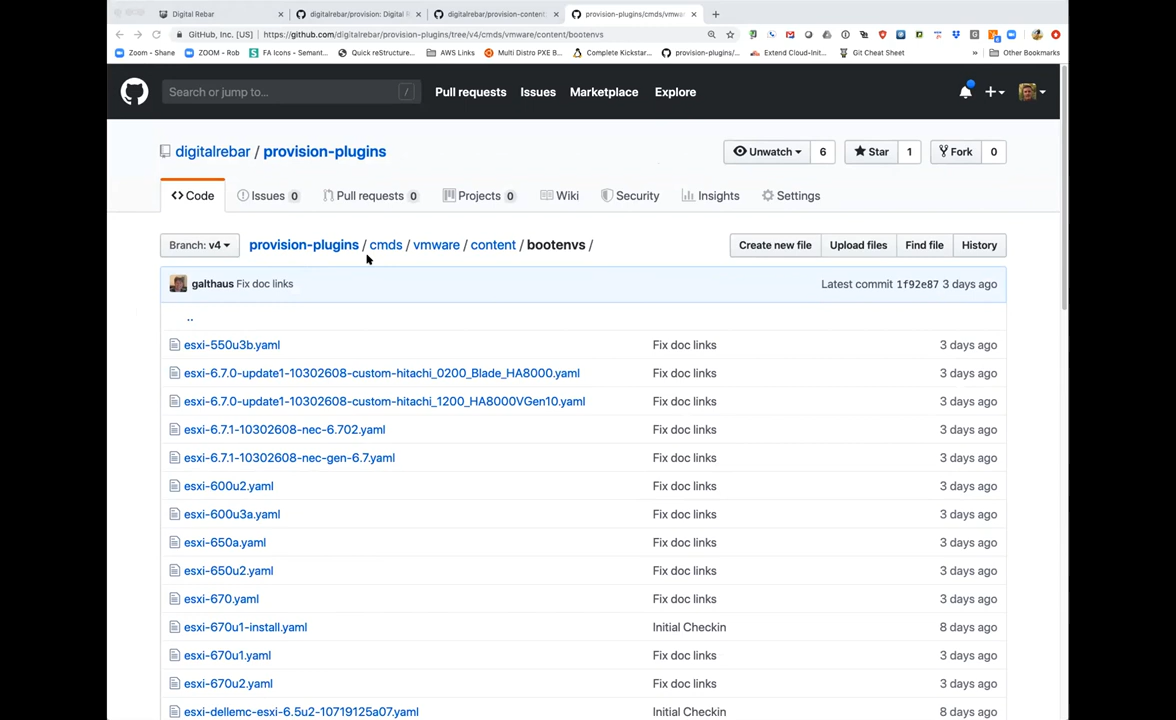 Digital Rebar
digitalrebar/provision: Digital R
digitalrebar/provision-content:
provision-plugins/cmds/vmwa
GitHub, Inc. [US]
https://github.com/digitalrebar/provision-plugins/tree/v4/cmds/vmware/content/bootenvs
Zoom - Shane
ZOOM - Rob
FA Icons – Semant...
Quick reStructure...
AWS Links
Multi Distro PXE B...
Complete Kickstar...
provision-plugins/...
Extend Cloud-Init...
Git Cheat Sheet
»
Other Bookmarks
Search or jump to...
/
Pull requests
Issues
Marketplace
Explore
digitalrebar / provision-plugins
Unwatch 6
Star 1
Fork 0
Code
Issues 0
Pull requests 0
Projects 0
Wiki
Security
Insights
Settings
Branch: v4
provision-plugins / cmds / vmware / content / bootenvs /
Create new file
Upload files
Find file
History
galthaus Fix doc links
Latest commit 1f92e87 3 days ago
..
esxi-550u3b.yaml Fix doc links 3 days ago
esxi-6.7.0-update1-10302608-custom-hitachi_0200_Blade_HA8000.yaml Fix doc links 3 days ago
esxi-6.7.0-update1-10302608-custom-hitachi_1200_HA8000VGen10.yaml Fix doc links 3 days ago
esxi-6.7.1-10302608-nec-6.702.yaml Fix doc links 3 days ago
esxi-6.7.1-10302608-nec-gen-6.7.yaml Fix doc links 3 days ago
esxi-600u2.yaml Fix doc links 3 days ago
esxi-600u3a.yaml Fix doc links 3 days ago
esxi-650a.yaml Fix doc links 3 days ago
esxi-650u2.yaml Fix doc links 3 days ago
esxi-670.yaml Fix doc links 3 days ago
esxi-670u1-install.yaml Initial Checkin 8 days ago
esxi-670u1.yaml Fix doc links 3 days ago
esxi-670u2.yaml Fix doc links 3 days ago
esxi-dellemc-esxi-6.5u2-10719125a07.yaml Initial Checkin 8 days ago